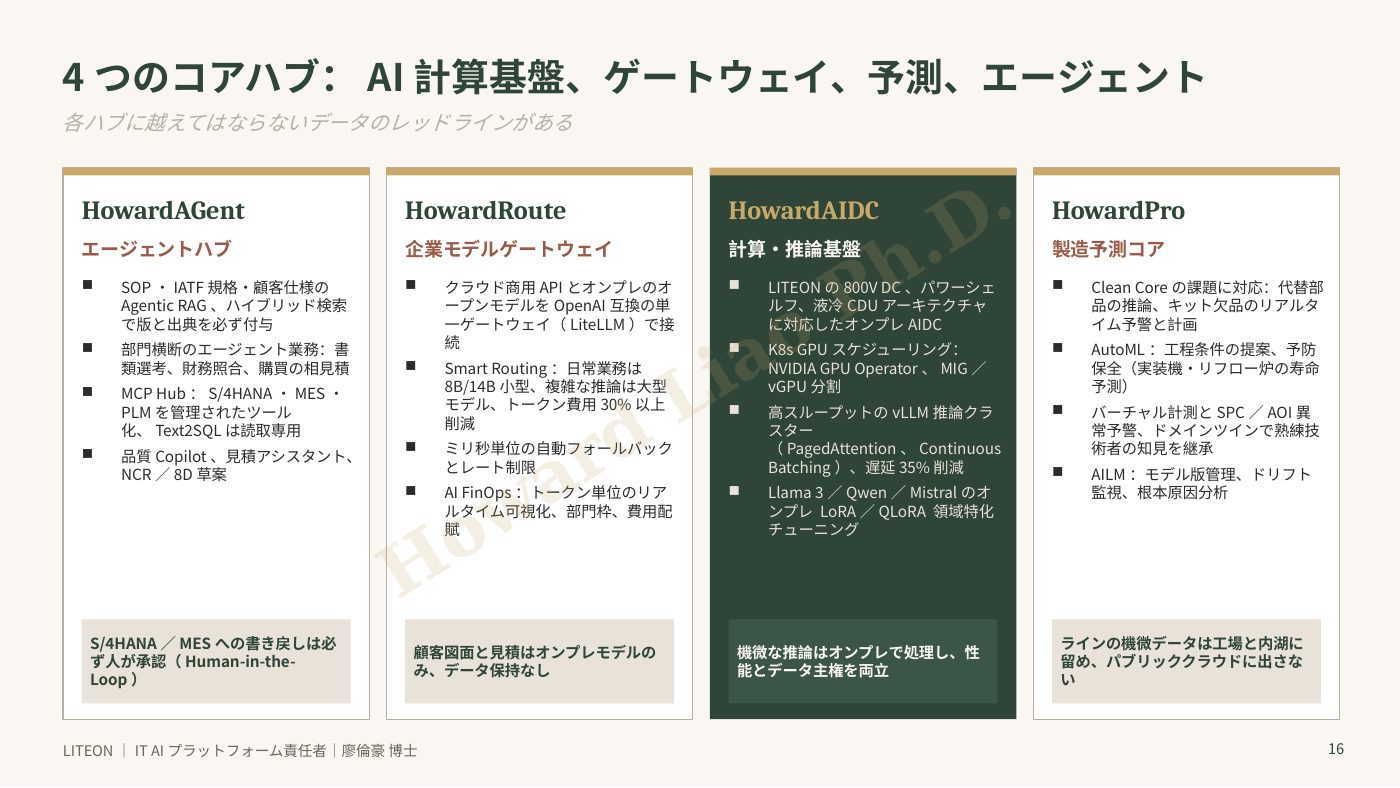 4 つのコアハブ： AI 計算基盤、ゲートウェイ、予測、エージェント
各ハブに越えてはならないデータのレッドラインがある
HowardAGent
エージェントハブ
■ SOP ・ IATF 規格・顧客仕様の
Agentic RAG 、ハイブリッド検索
で版と出典を必ず付与
■ 部門横断のエージェント業務：書
類選考、財務照合、購買の相見積
■ MCP Hub ： S/4HANA ・ MES ・
PLM を管理されたツール
化、 Text2SQL は読取専用
■ 品質 Copilot 、見積アシスタント、
NCR ／ 8D 草案
S/4HANA ／ MES への書き戻しは必
ず人が承認（ Human-in-the-
Loop ）
HowardRoute
企業モデルゲートウェイ
■ クラウド商用 API とオンプレのオ
ープンモデルを OpenAI 互換の単
一ゲートウェイ（ LiteLLM ）で接
続
■ Smart Routing ：日常業務は
8B/14B 小型、複雑な推論は大型
モデル、トークン費用 30% 以上
削減
■ ミリ秒単位の自動フォールバック
とレート制限
■ AI FinOps ：トークン単位のリア
ルタイム可視化、部門枠、費用配
賦
顧客図面と見積はオンプレモデルの
み、データ保持なし
HowardAIDC
計算・推論基盤
■ LITEON の 800V DC 、パワーシェ
ルフ、液冷 CDU アーキテクチャ
に対応したオンプレ AIDC
■ K8s GPU スケジューリング：
NVIDIA GPU Operator 、 MIG ／
vGPU 分割
■ 高スループットの vLLM 推論クラ
スター
（ PagedAttention 、 Continuous
Batching ）、遅延 35% 削減
■ Llama 3 ／ Qwen ／ Mistral のオ
ンプレ LoRA ／ QLoRA 領域特化
チューニング
機微な推論はオンプレで処理し、性
能とデータ主権を両立
HowardPro
製造予測コア
■ Clean Core の課題に対応：代替部
品の推論、キット欠品のリアルタ
イム予警と計画
■ AutoML ：工程条件の提案、予防
保全（実装機・リフロー炉の寿命
予測）
■ バーチャル計測と SPC ／ AOI 異
常予警、ドメインツインで熟練技
術者の知見を継承
■ AILM ：モデル版管理、ドリフト
監視、根本原因分析
ラインの機微データは工場と内湖に
留め、パブリッククラウドに出さな
い
Howard Liao Ph.D.
LITEON ｜ IT AI プラットフォーム責任者｜廖倫豪 博士
16